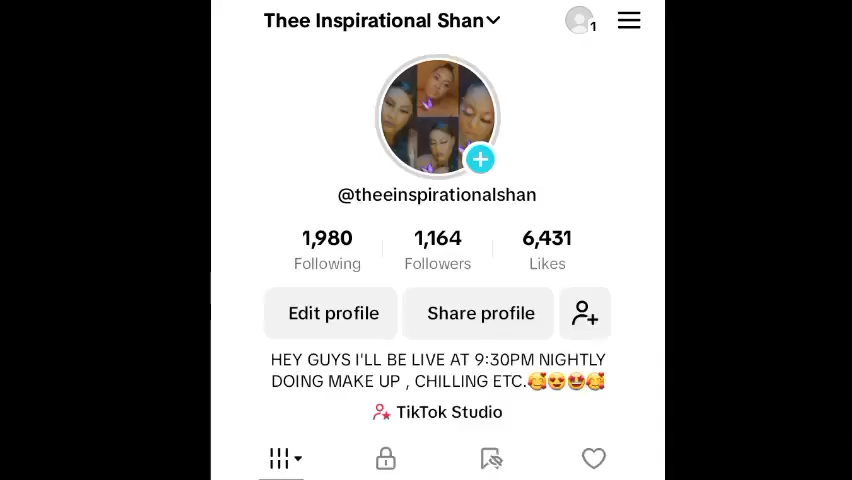 Thee Inspirational Shan
1
@theeinspirationalshan
1,980 1,164 6,431
Following Followers Likes
Edit profile Share profile
HEY GUYS I'LL BE LIVE AT 9:30PM NIGHTLY
DOING MAKE UP , CHILLING ETC.🥰😍🤩🥰
TikTok Studio